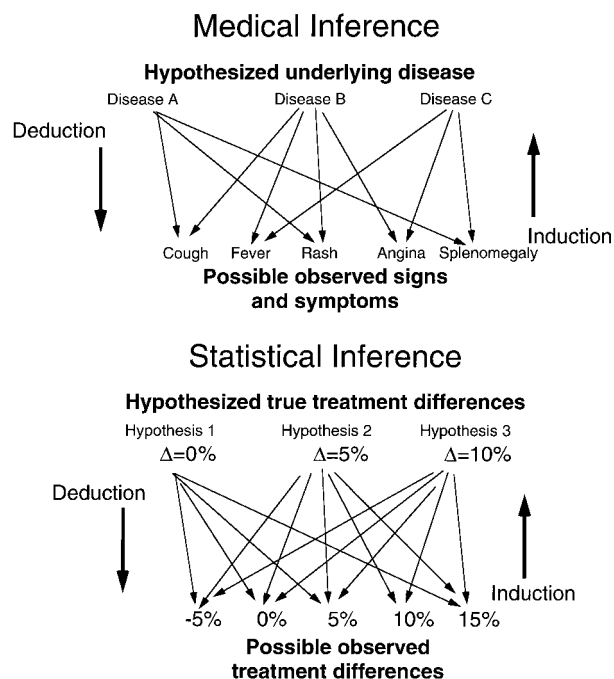 Medical Inference
Hypothesized underlying disease
Disease A Disease B Disease C
Deduction
Induction
Cough Fever Rash Angina Splenomegaly
Possible observed signs
and symptoms
Statistical Inference
Hypothesized true treatment differences
Hypothesis 1 Hypothesis 2 Hypothesis 3
Δ=0% Δ=5% Δ=10%
Deduction
Induction
-5% 0% 5% 10% 15%
Possible observed
treatment differences